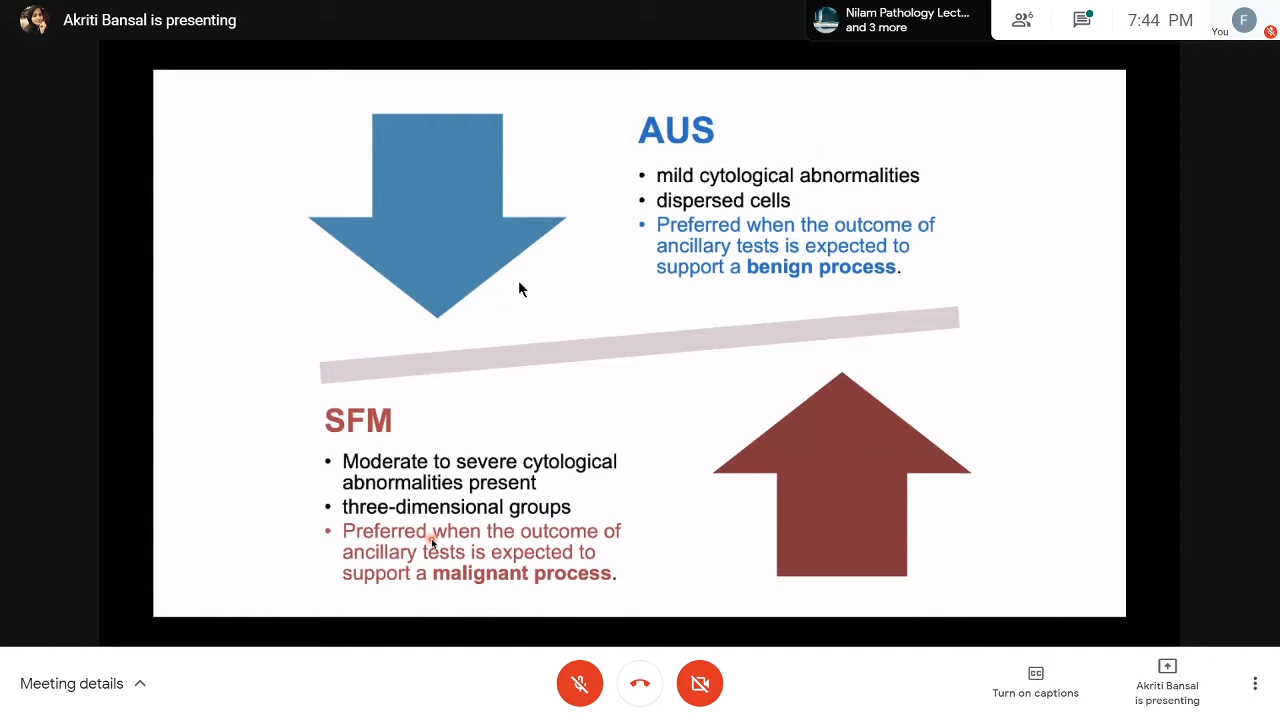 Akriti Bansal is presenting
Nilam Pathology Lect...
and 3 more
6
7:44 PM
You
F
AUS
• mild cytological abnormalities
• dispersed cells
• Preferred when the outcome of
ancillary tests is expected to
support a benign process.
SFM
• Moderate to severe cytological
abnormalities present
• three-dimensional groups
• Preferred when the outcome of
ancillary tests is expected to
support a malignant process.
Meeting details
CC
Turn on captions
Akriti Bansal
is presenting